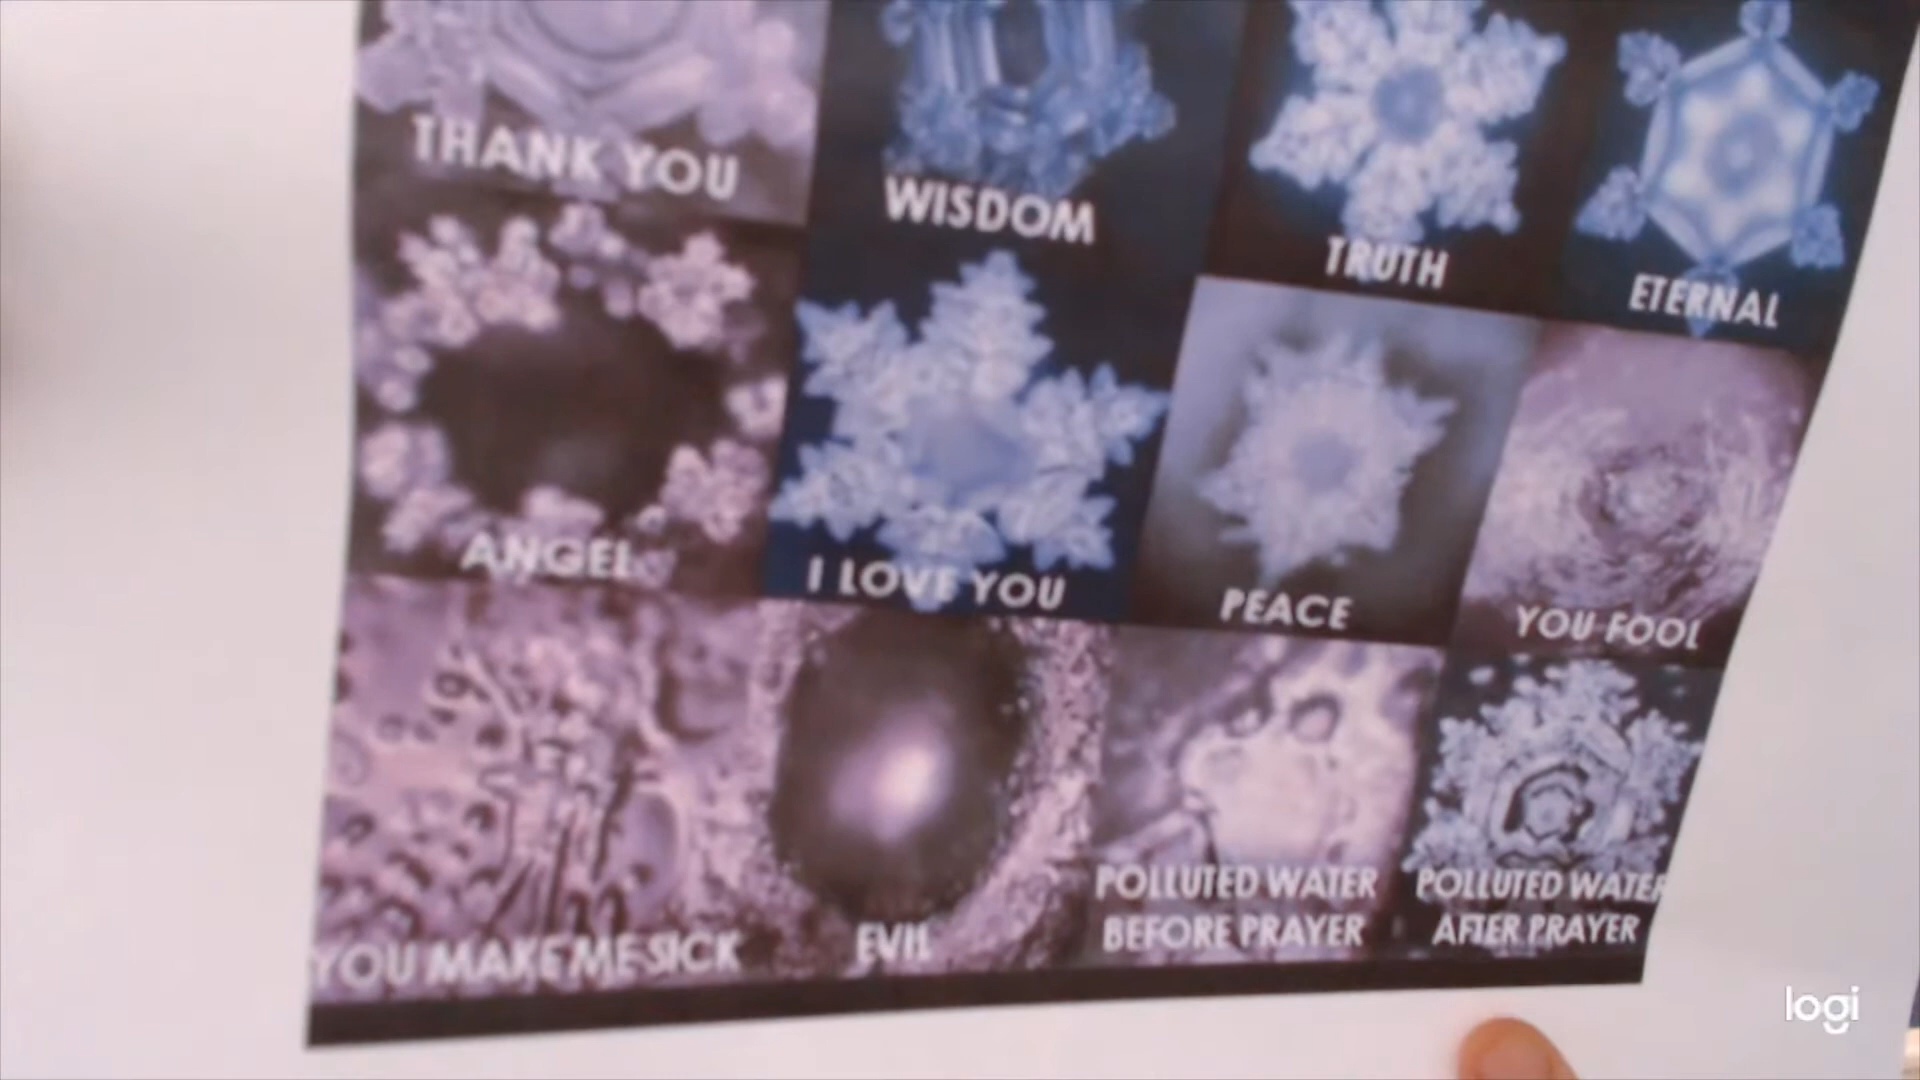 THANK YOU
WISDOM
TRUTH
ETERNAL
ANGEL
I LOVE YOU
PEACE
YOU FOOL
YOU MAKE ME SICK
EVIL
POLLUTED WATER
BEFORE PRAYER
POLLUTED WATER
AFTER PRAYER
logi